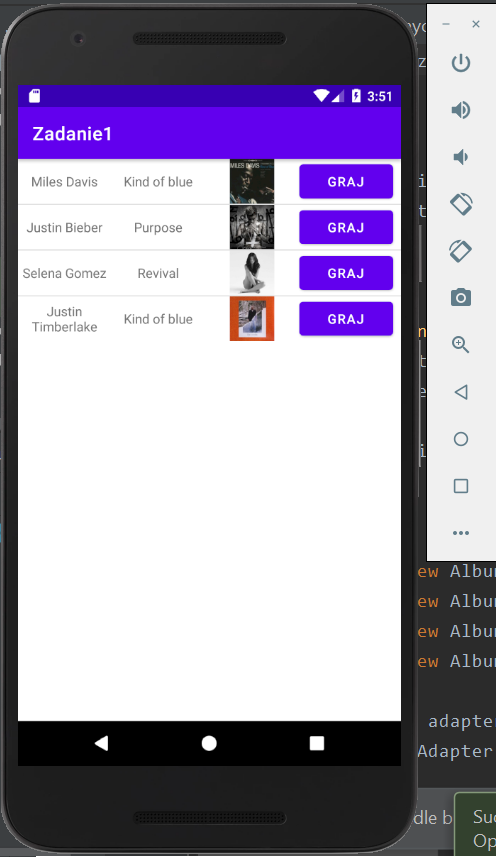 3:51
Zadanie1
Miles Davis Kind of blue MILES DAVIS GRAJ
Justin Bieber Purpose GRAJ
Selena Gomez Revival GRAJ
Justin
Timberlake Kind of blue GRAJ
ew Albu
ew Albu
ew Albu
ew Albu
adapte
Adapter
dle b
Suc
Op